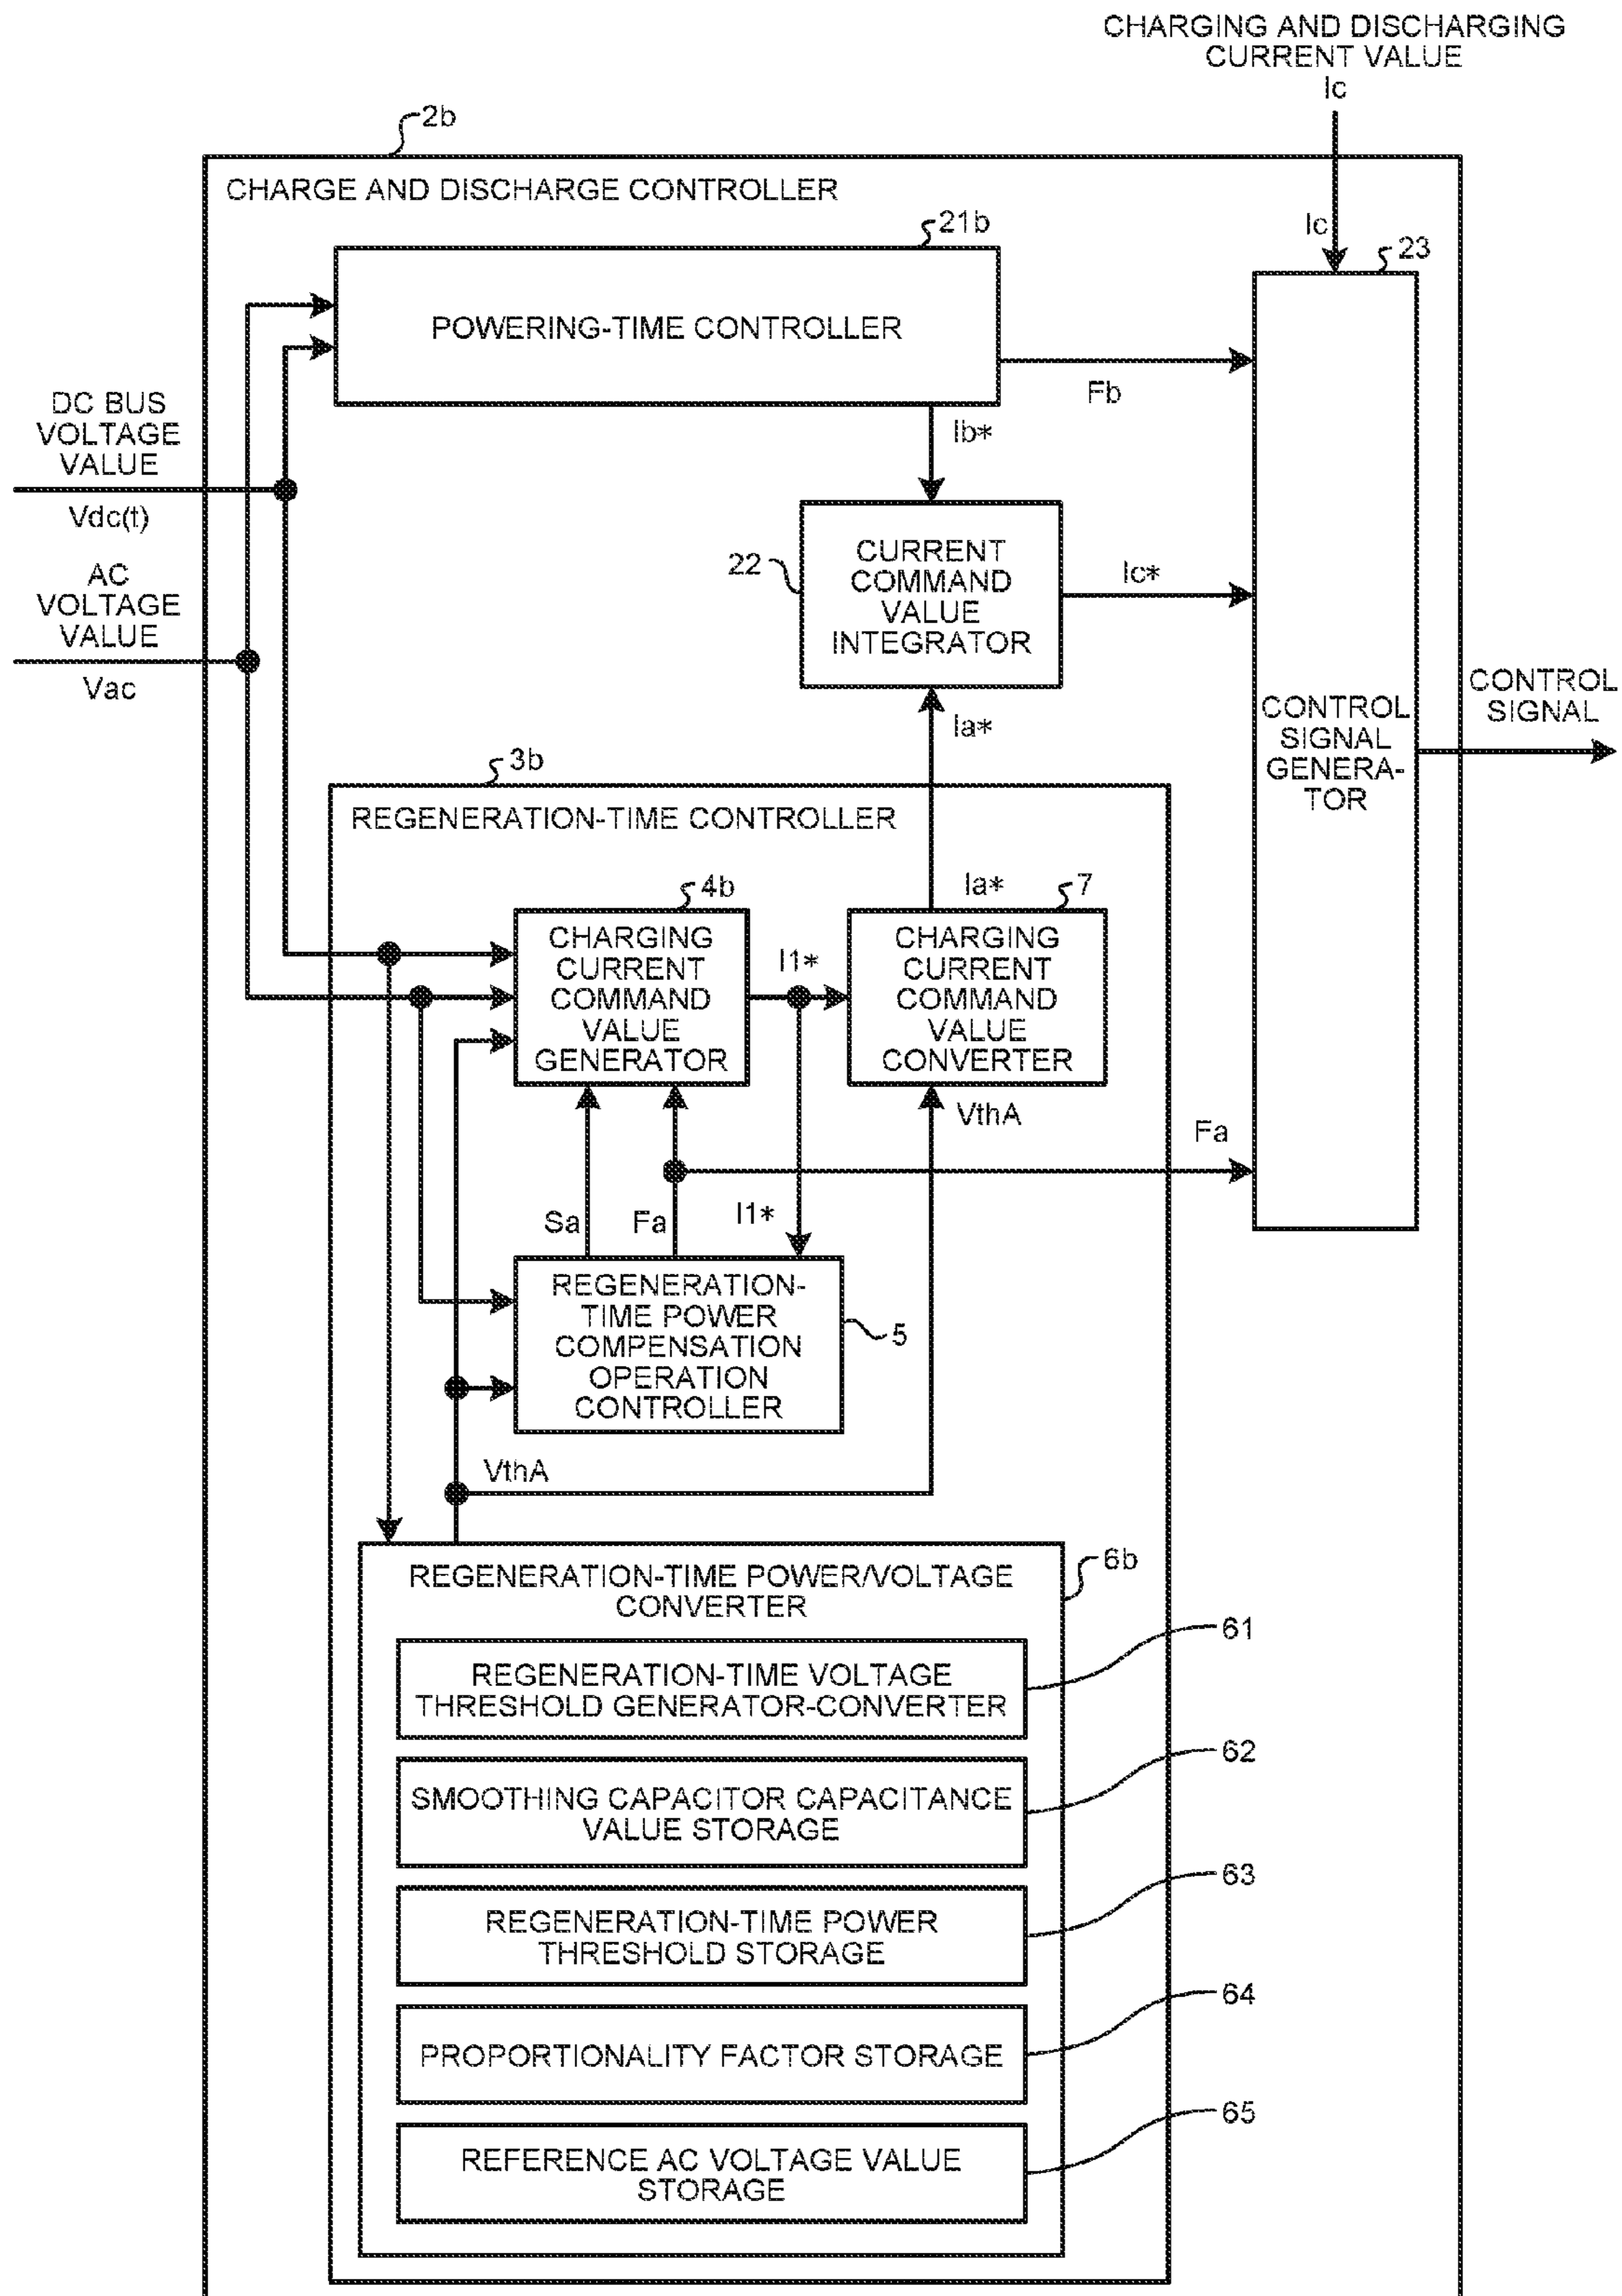 CHARGING AND DISCHARGING
CURRENT VALUE
Ic
2b
CHARGE AND DISCHARGE CONTROLLER
21b
Ic
23
POWERING-TIME CONTROLLER
Fb
DC BUS
VOLTAGE
VALUE
Vdc(t)
Ib*
AC
VOLTAGE
VALUE
Vac
22
CURRENT
COMMAND
VALUE
INTEGRATOR
Ic*
CONTROL
SIGNAL
GENERA-
TOR
CONTROL
SIGNAL
Ia*
3b
REGENERATION-TIME CONTROLLER
4b
Ia*
7
CHARGING
CURRENT
COMMAND
VALUE
GENERATOR
I1*
CHARGING
CURRENT
COMMAND
VALUE
CONVERTER
VthA
Fa
Sa
Fa
I1*
REGENERATION-
TIME POWER
COMPENSATION
OPERATION
CONTROLLER
5
VthA
6b
REGENERATION-TIME POWER/VOLTAGE
CONVERTER
61
REGENERATION-TIME VOLTAGE
THRESHOLD GENERATOR-CONVERTER
62
SMOOTHING CAPACITOR CAPACITANCE
VALUE STORAGE
63
REGENERATION-TIME POWER
THRESHOLD STORAGE
64
PROPORTIONALITY FACTOR STORAGE
65
REFERENCE AC VOLTAGE VALUE
STORAGE